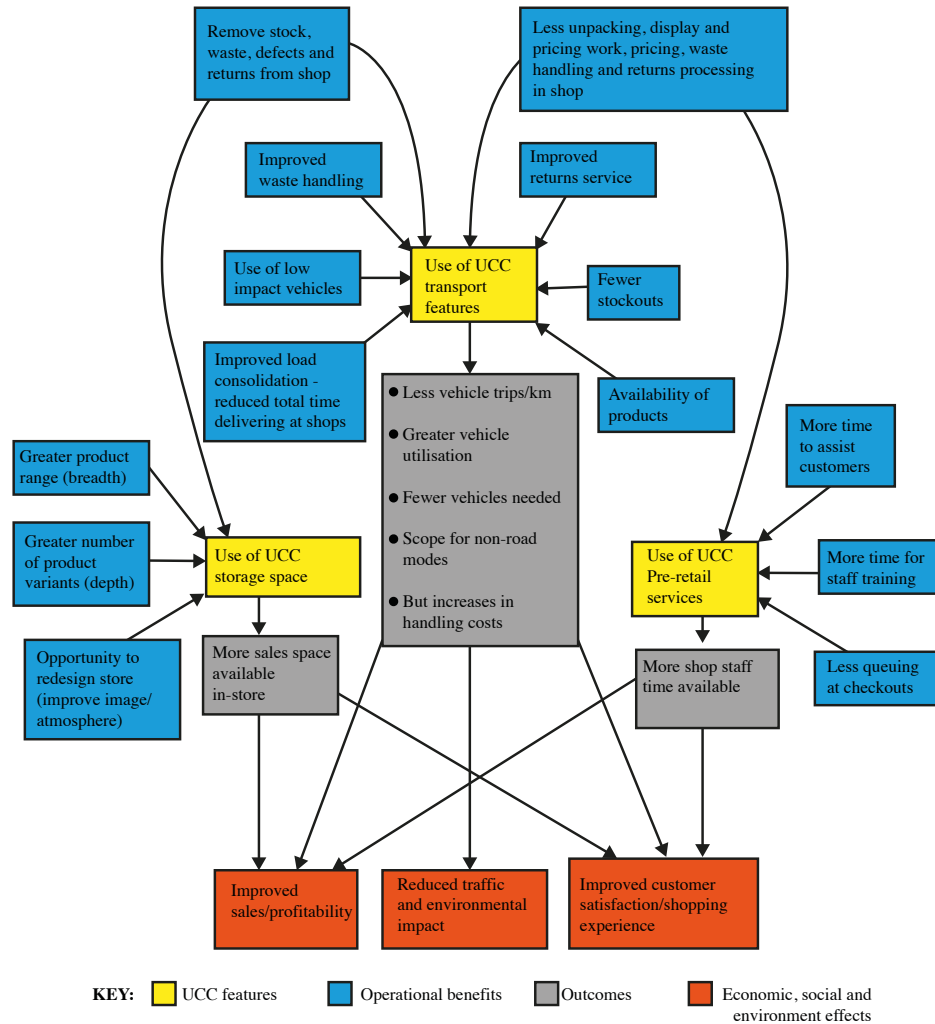 Remove stock,
waste, defects and
returns from shop
Less unpacking, display and
pricing work, pricing, waste
handling and returns processing
in shop
Improved
waste handling
Improved
returns service
Use of low
impact vehicles
Use of UCC
transport
features
Fewer
stockouts
Improved load
consolidation -
reduced total time
delivering at shops
Availability of
products
● Less vehicle trips/km
● Greater vehicle
utilisation
● Fewer vehicles needed
● Scope for non-road
modes
● But increases in
handling costs
More time
to assist
customers
Greater product
range (breadth)
Greater number
of product
variants (depth)
Use of UCC
storage space
Use of UCC
Pre-retail
services
More time for
staff training
Opportunity to
redesign store
(improve image/
atmosphere)
More sales space
available
in-store
More shop staff
time available
Less queuing
at checkouts
Improved
sales/profitability
Reduced traffic
and environmental
impact
Improved customer
satisfaction/shopping
experience
KEY: UCC features Operational benefits Outcomes Economic, social and
environment effects